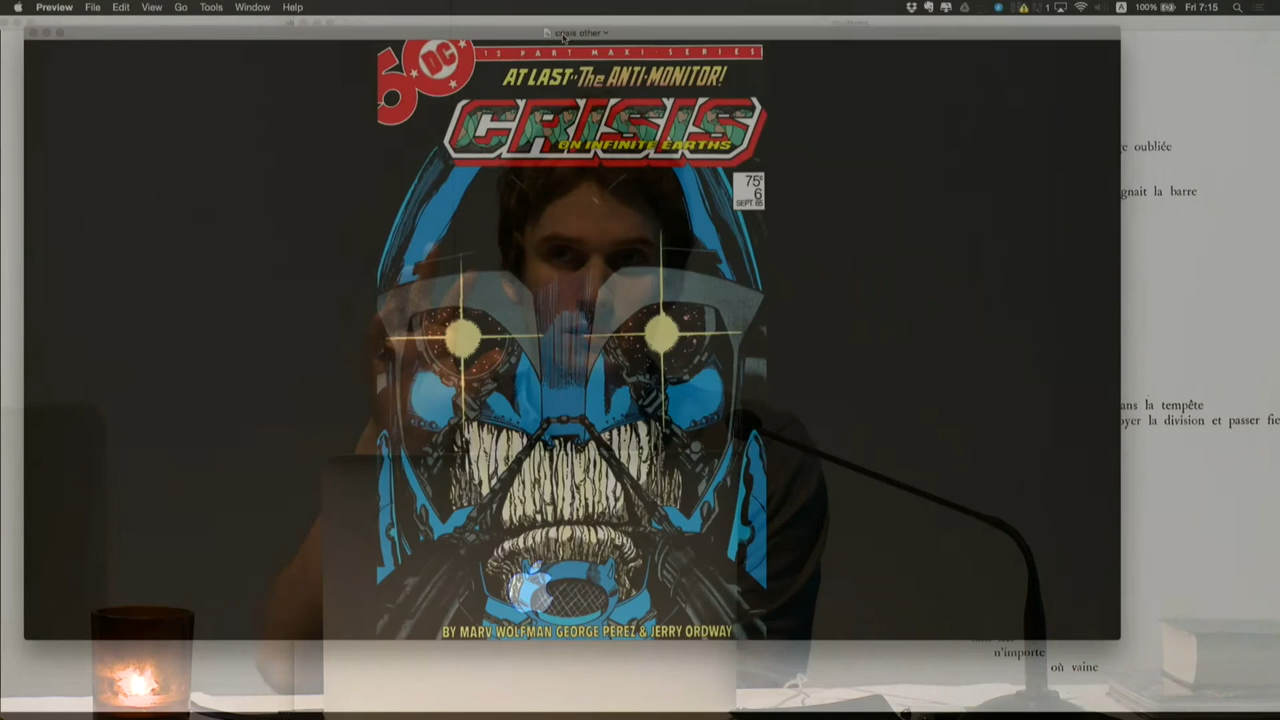 Preview File Edit View Go Tools Window Help
1 A 100% Fri 7:15
crisis other
DC
12 PART MAXI-SERIES
AT LAST--The ANTI-MONITOR!
CRISIS
ON INFINITE EARTHS
75¢
6
SEPT. 85
oubliée
gnait la barre
ans la tempête
oyer la division et passer fie
n'importe
où vaine
BY MARV WOLFMAN GEORGE PEREZ & JERRY ORDWAY